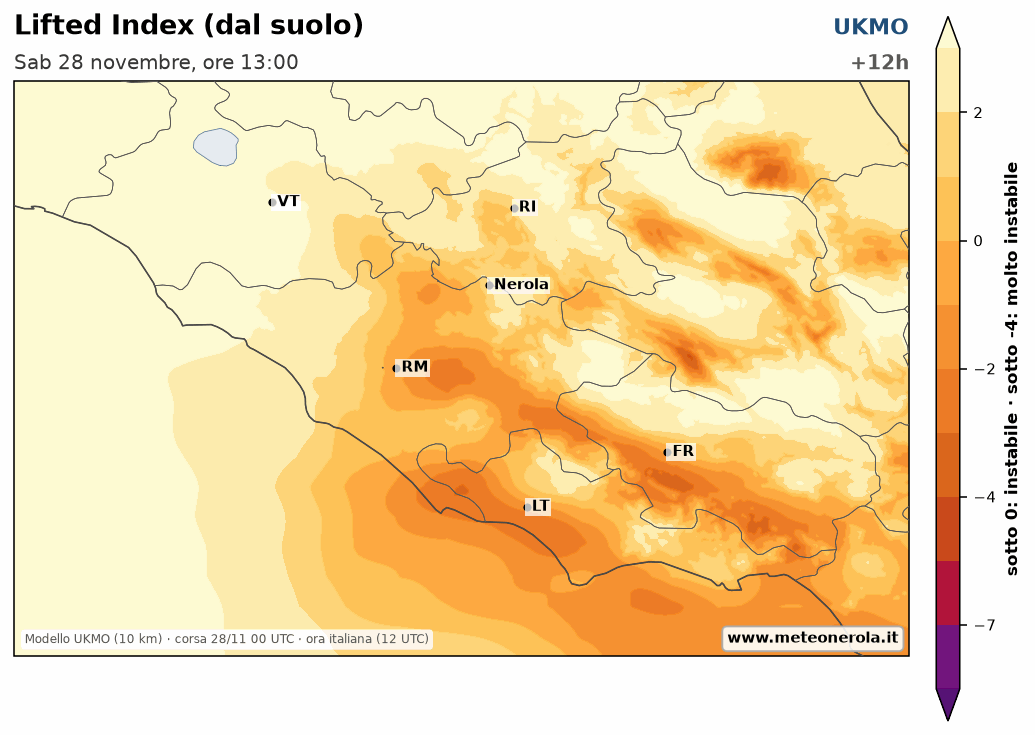 Lifted Index (dal suolo)
UKMO
Sab 28 novembre, ore 13:00
+12h
VT
RI
Nerola
RM
FR
LT
2
0
−2
−4
−7
sotto 0: instabile · sotto -4: molto instabile
Modello UKMO (10 km) · corsa 28/11 00 UTC · ora italiana (12 UTC)
www.meteonerola.it